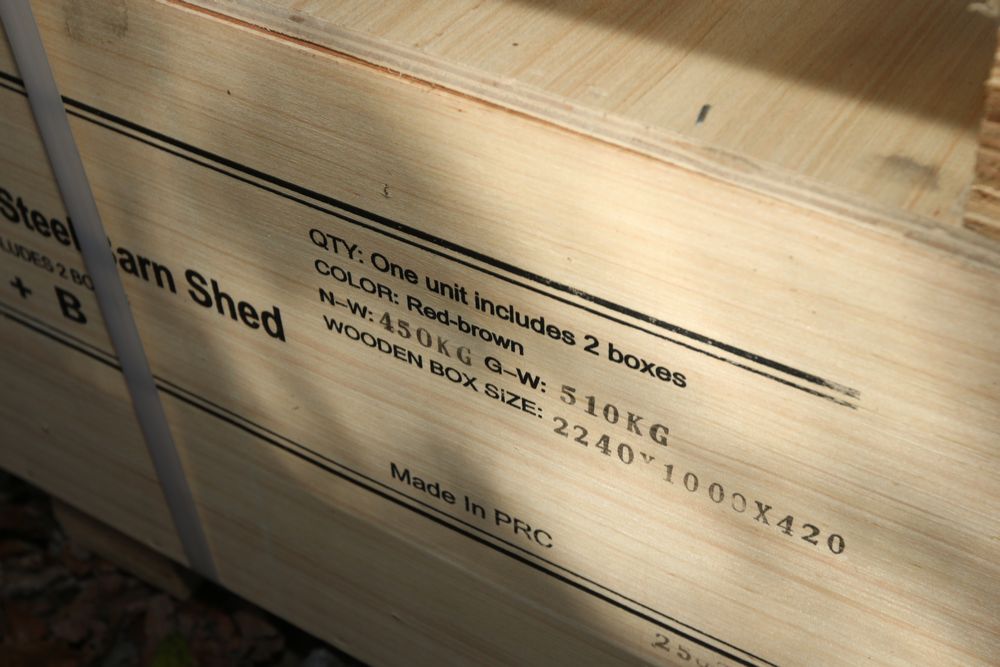 Steel Barn Shed
+ B
QTY: One unit includes 2 boxes
COLOR: Red-brown
N-W: 450KG G-W: 510KG
WOODEN BOX SiZE: 2240X1000X420
Made In PRC